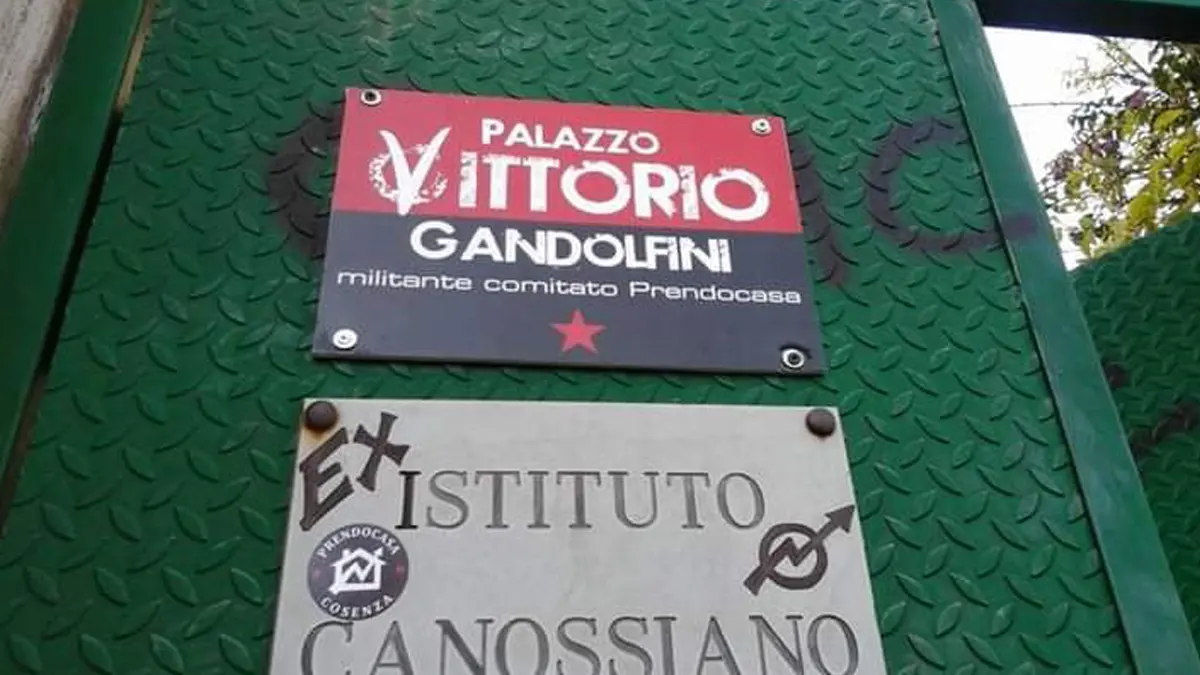 PALAZZO
VITTORIO
GANDOLFINI
militante comitato Prendocasa
EX
ISTITUTO
PRENDOCASA
COSENZA
CANOSSIANO